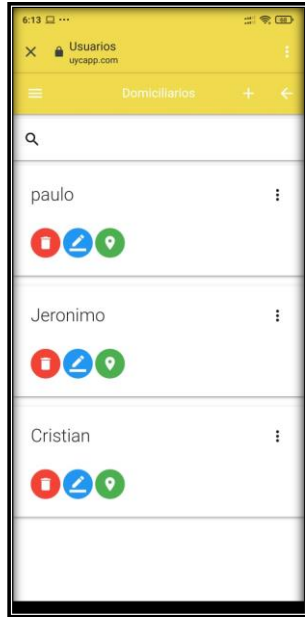 6:13
Usuarios
uycapp.com
Domiciliarios
paulo
Jeronimo
Cristian